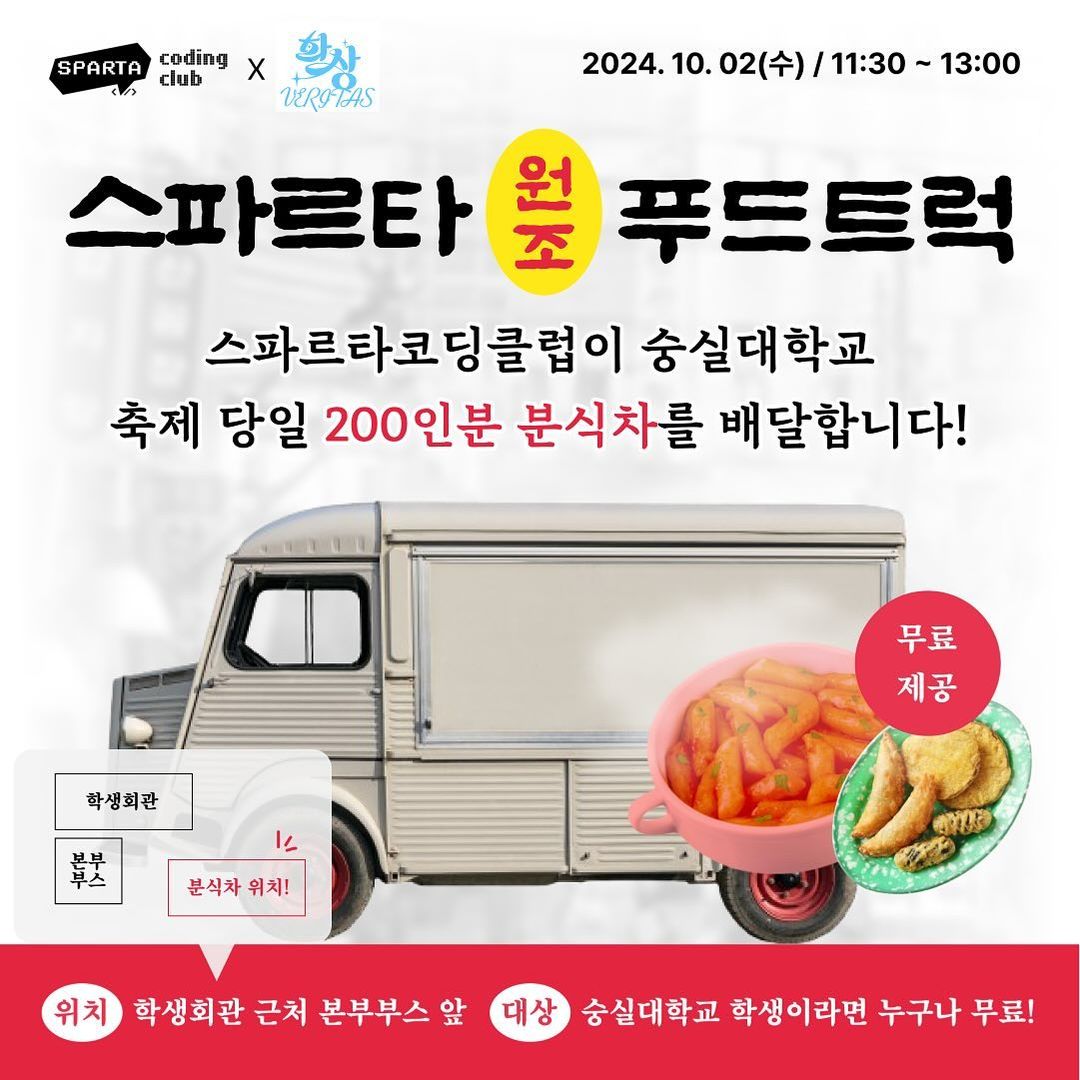 SPARTA coding club X 환상 VERITAS
2024. 10. 02(수) / 11:30 ~ 13:00
스파르타 원조 푸드트럭
스파르타코딩클럽이 숭실대학교
축제 당일 200인분 분식차를 배달합니다!
무료
제공
학생회관
본부
부스
분식차 위치!
위치 학생회관 근처 본부부스 앞
대상 숭실대학교 학생이라면 누구나 무료!